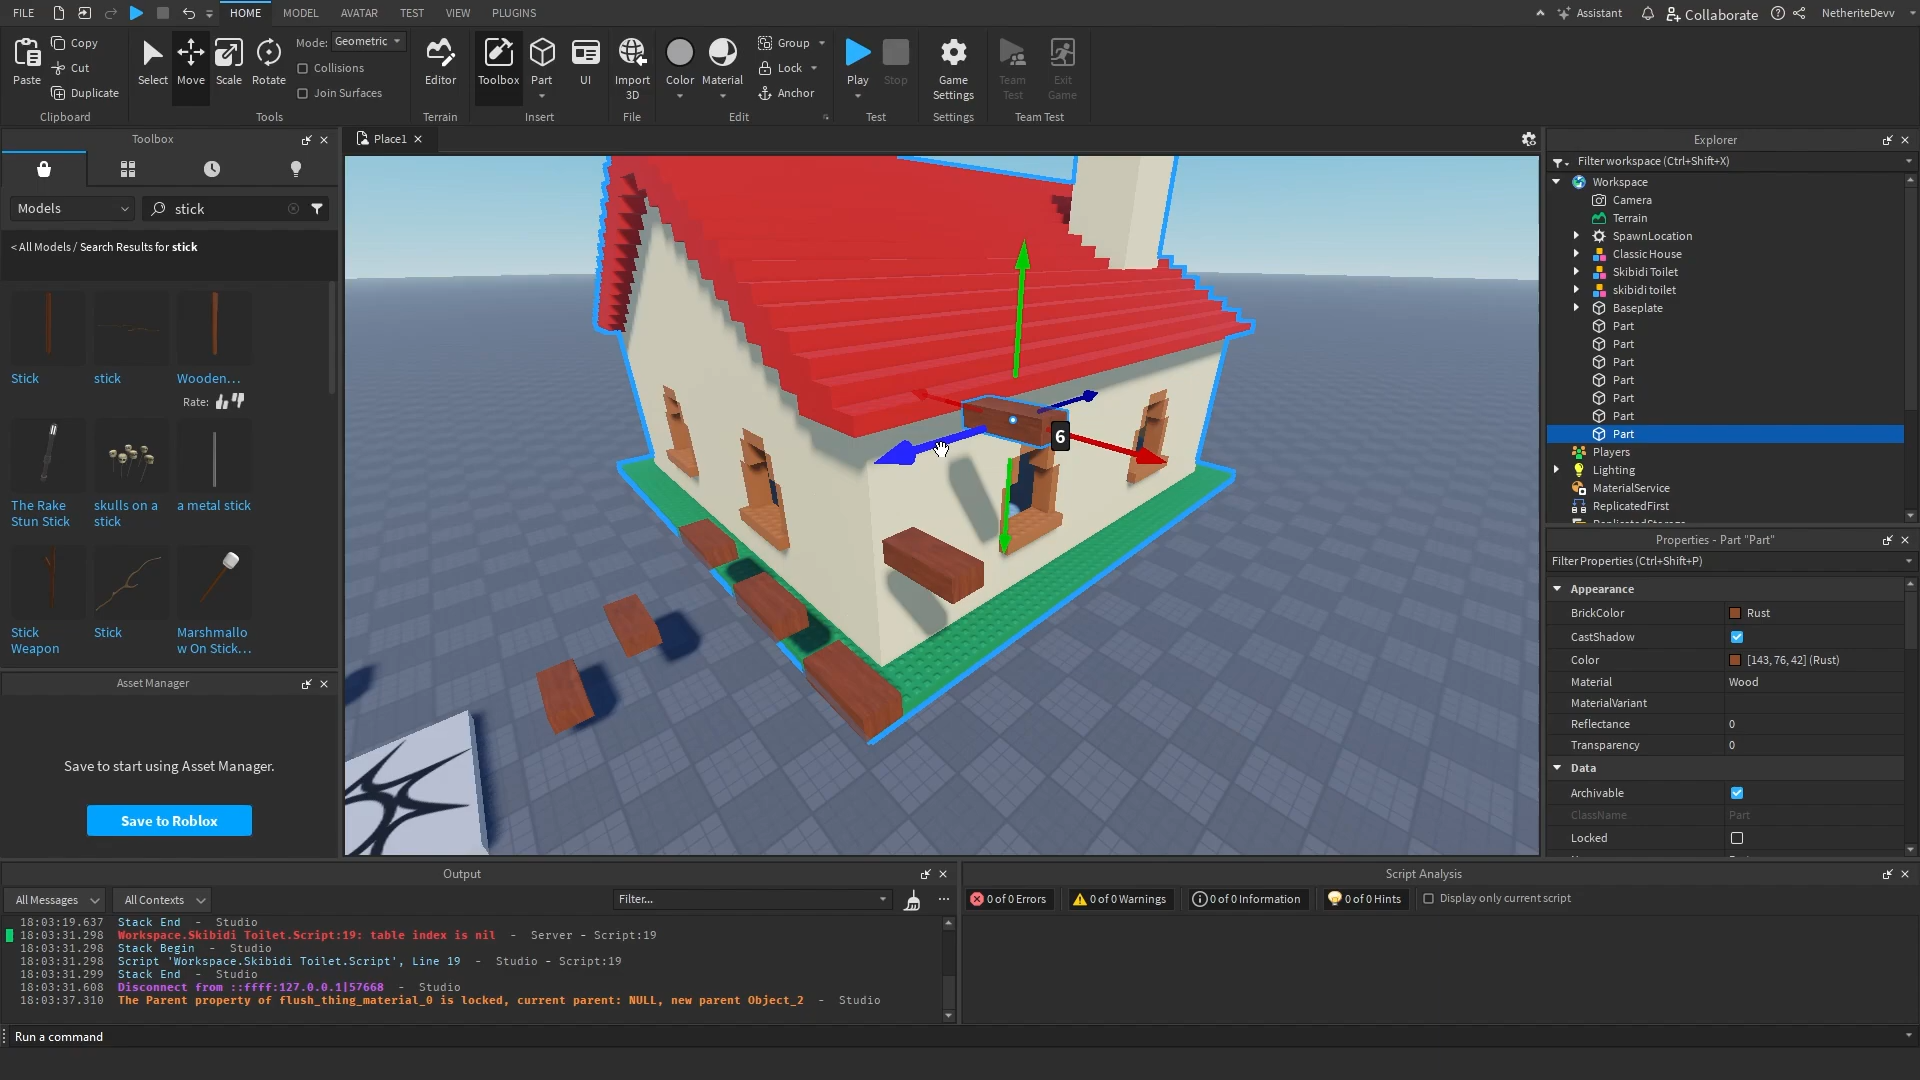 FILE
HOME
MODEL
AVATAR
TEST
VIEW
PLUGINS
Assistant
Collaborate
NetheriteDevv
Paste
Copy
Cut
Duplicate
Clipboard
Select
Move
Scale
Rotate
Mode: Geometric
Collisions
Join Surfaces
Tools
Editor
Terrain
Toolbox
Part
UI
Insert
Import
3D
File
Color
Material
Group
Lock
Anchor
Edit
Play
Stop
Test
Game
Settings
Settings
Team
Test
Exit
Game
Team Test
Toolbox
Models
stick
< All Models / Search Results for stick
Stick
stick
Wooden...
Rate:
The Rake
Stun Stick
skulls on a
stick
a metal stick
Stick
Weapon
Stick
Marshmallo
w On Stick...
Asset Manager
Save to start using Asset Manager.
Save to Roblox
Place1
6
Explorer
Filter workspace (Ctrl+Shift+X)
Workspace
Camera
Terrain
SpawnLocation
Classic House
Skibidi Toilet
skibidi toilet
Baseplate
Part
Part
Part
Part
Part
Part
Part
Players
Lighting
MaterialService
ReplicatedFirst
Properties - Part "Part"
Filter Properties (Ctrl+Shift+P)
Appearance
BrickColor Rust
CastShadow
Color [143, 76, 42] (Rust)
Material Wood
MaterialVariant
Reflectance 0
Transparency 0
Data
Archivable
ClassName Part
Locked
Output
All Messages
All Contexts
Filter...
18:03:19.637 Stack End - Studio
18:03:31.298 Workspace.Skibidi Toilet.Script:19: table index is nil - Server - Script:19
18:03:31.298 Stack Begin - Studio
18:03:31.298 Script 'Workspace.Skibidi Toilet.Script', Line 19 - Studio - Script:19
18:03:31.299 Stack End - Studio
18:03:31.608 Disconnect from ::ffff:127.0.0.1|57668 - Studio
18:03:37.310 The Parent property of flush_thing_material_0 is locked, current parent: NULL, new parent Object_2 - Studio
Script Analysis
0 of 0 Errors
0 of 0 Warnings
0 of 0 Information
0 of 0 Hints
Display only current script
Run a command